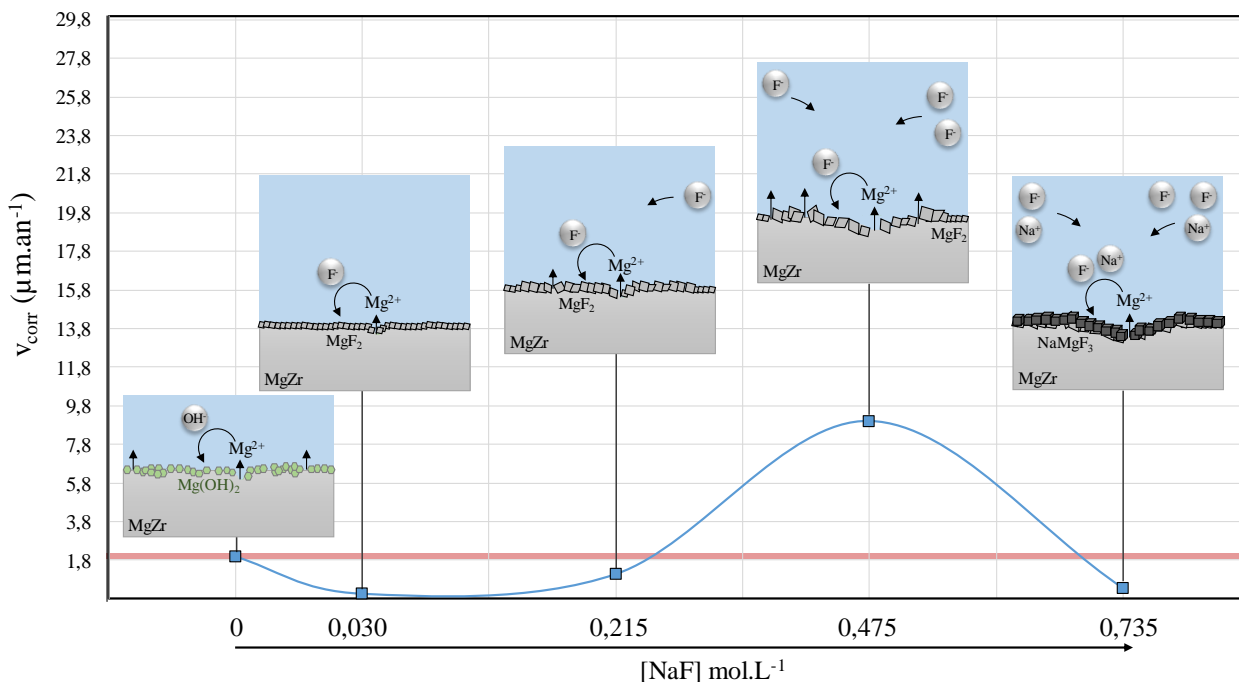 v_corr (µm.an⁻¹)
29,8
27,8
25,8
23,8
21,8
19,8
17,8
15,8
13,8
11,8
9,8
7,8
5,8
3,8
1,8
OH⁻
Mg²⁺
Mg(OH)₂
MgZr
F⁻
Mg²⁺
MgF₂
MgZr
F⁻
F⁻
Mg²⁺
MgF₂
MgZr
F⁻
F⁻
F⁻
F⁻
Mg²⁺
MgF₂
MgZr
F⁻
F⁻
F⁻
Na⁺
Na⁺
Na⁺
F⁻
Mg²⁺
NaMgF₃
MgZr
0
0,030
0,215
0,475
0,735
[NaF] mol.L⁻¹